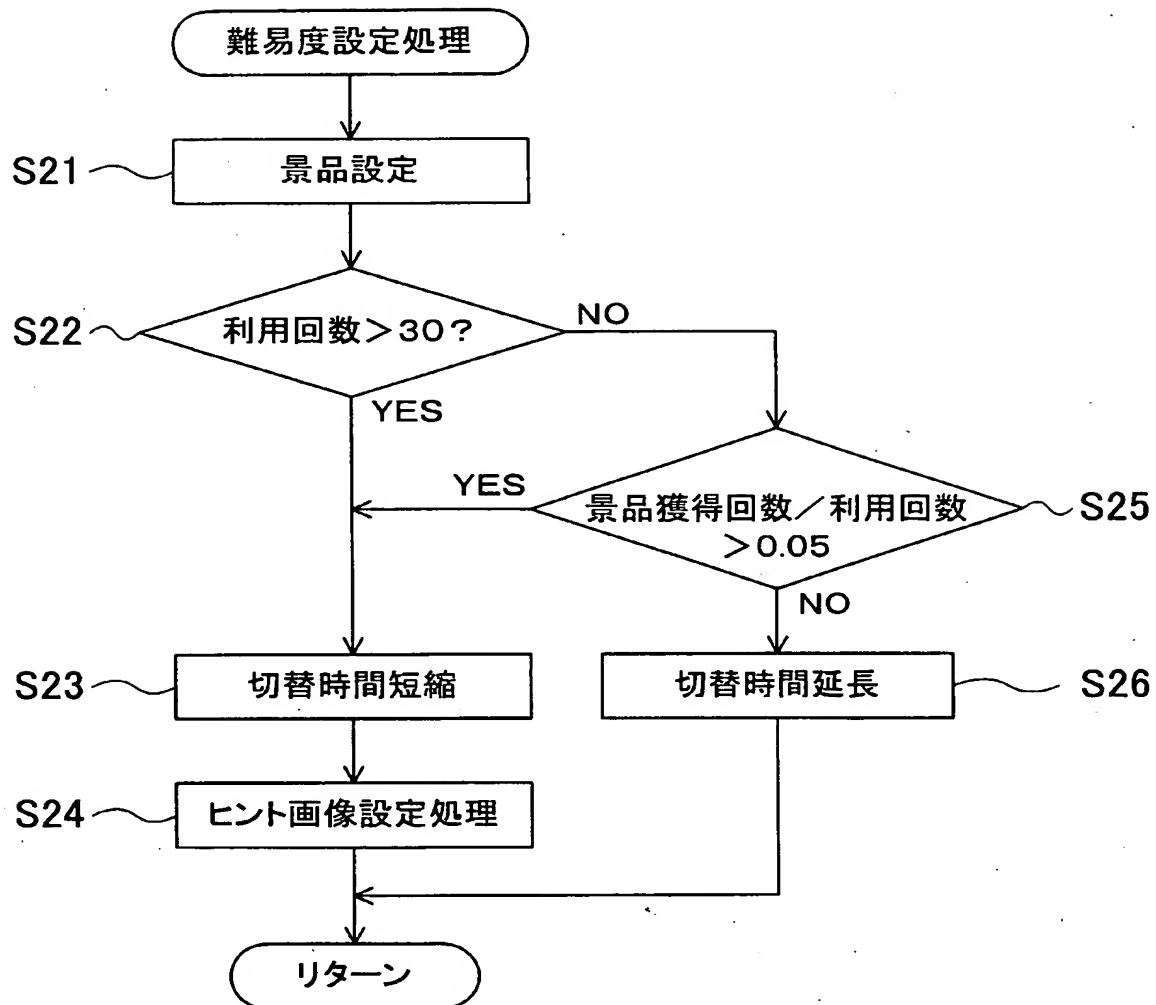 難易度設定処理
S21
景品設定
S22
利用回数＞30？
NO
YES
YES
景品獲得回数／利用回数
＞0.05
S25
NO
S23
切替時間短縮
切替時間延長
S26
S24
ヒント画像設定処理
リターン